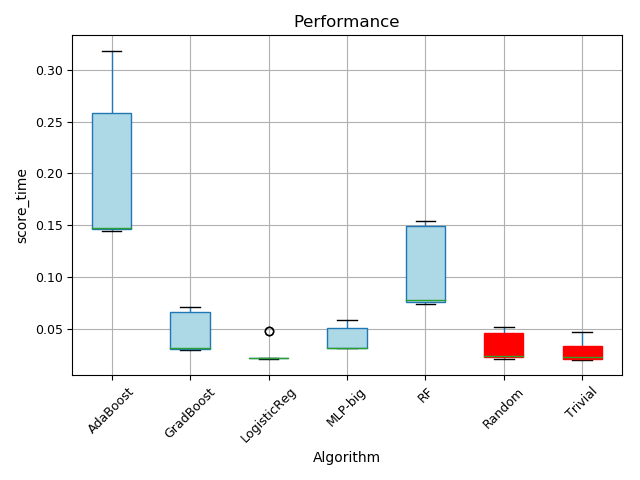 Performance
0.30
0.25
0.20
0.15
0.10
0.05
score_time
AdaBoost
GradBoost
LogisticReg
MLP-big
RF
Random
Trivial
Algorithm